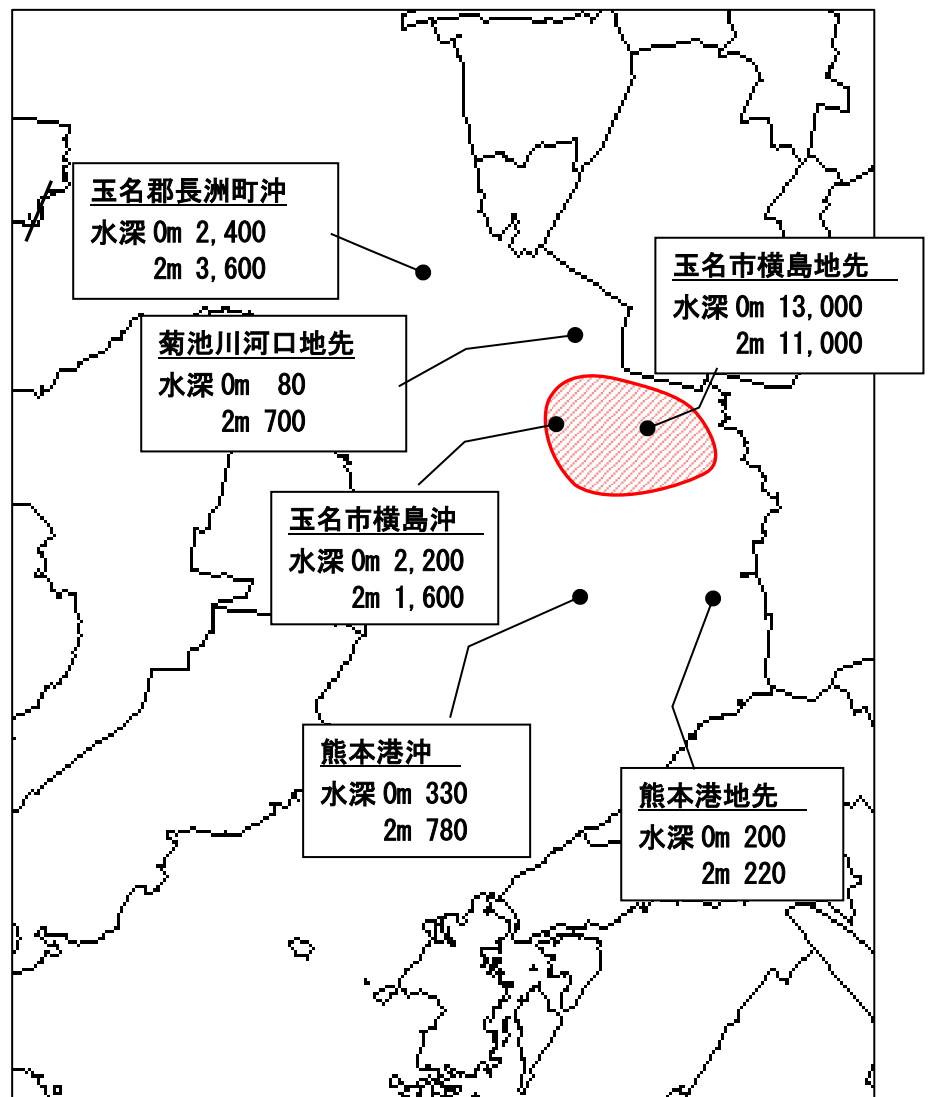 玉名郡長洲町沖
水深 0m 2,400
2m 3,600
玉名市横島地先
水深 0m 13,000
2m 11,000
菊池川河口地先
水深 0m 80
2m 700
玉名市横島沖
水深 0m 2,200
2m 1,600
熊本港沖
水深 0m 330
2m 780
熊本港地先
水深 0m 200
2m 220